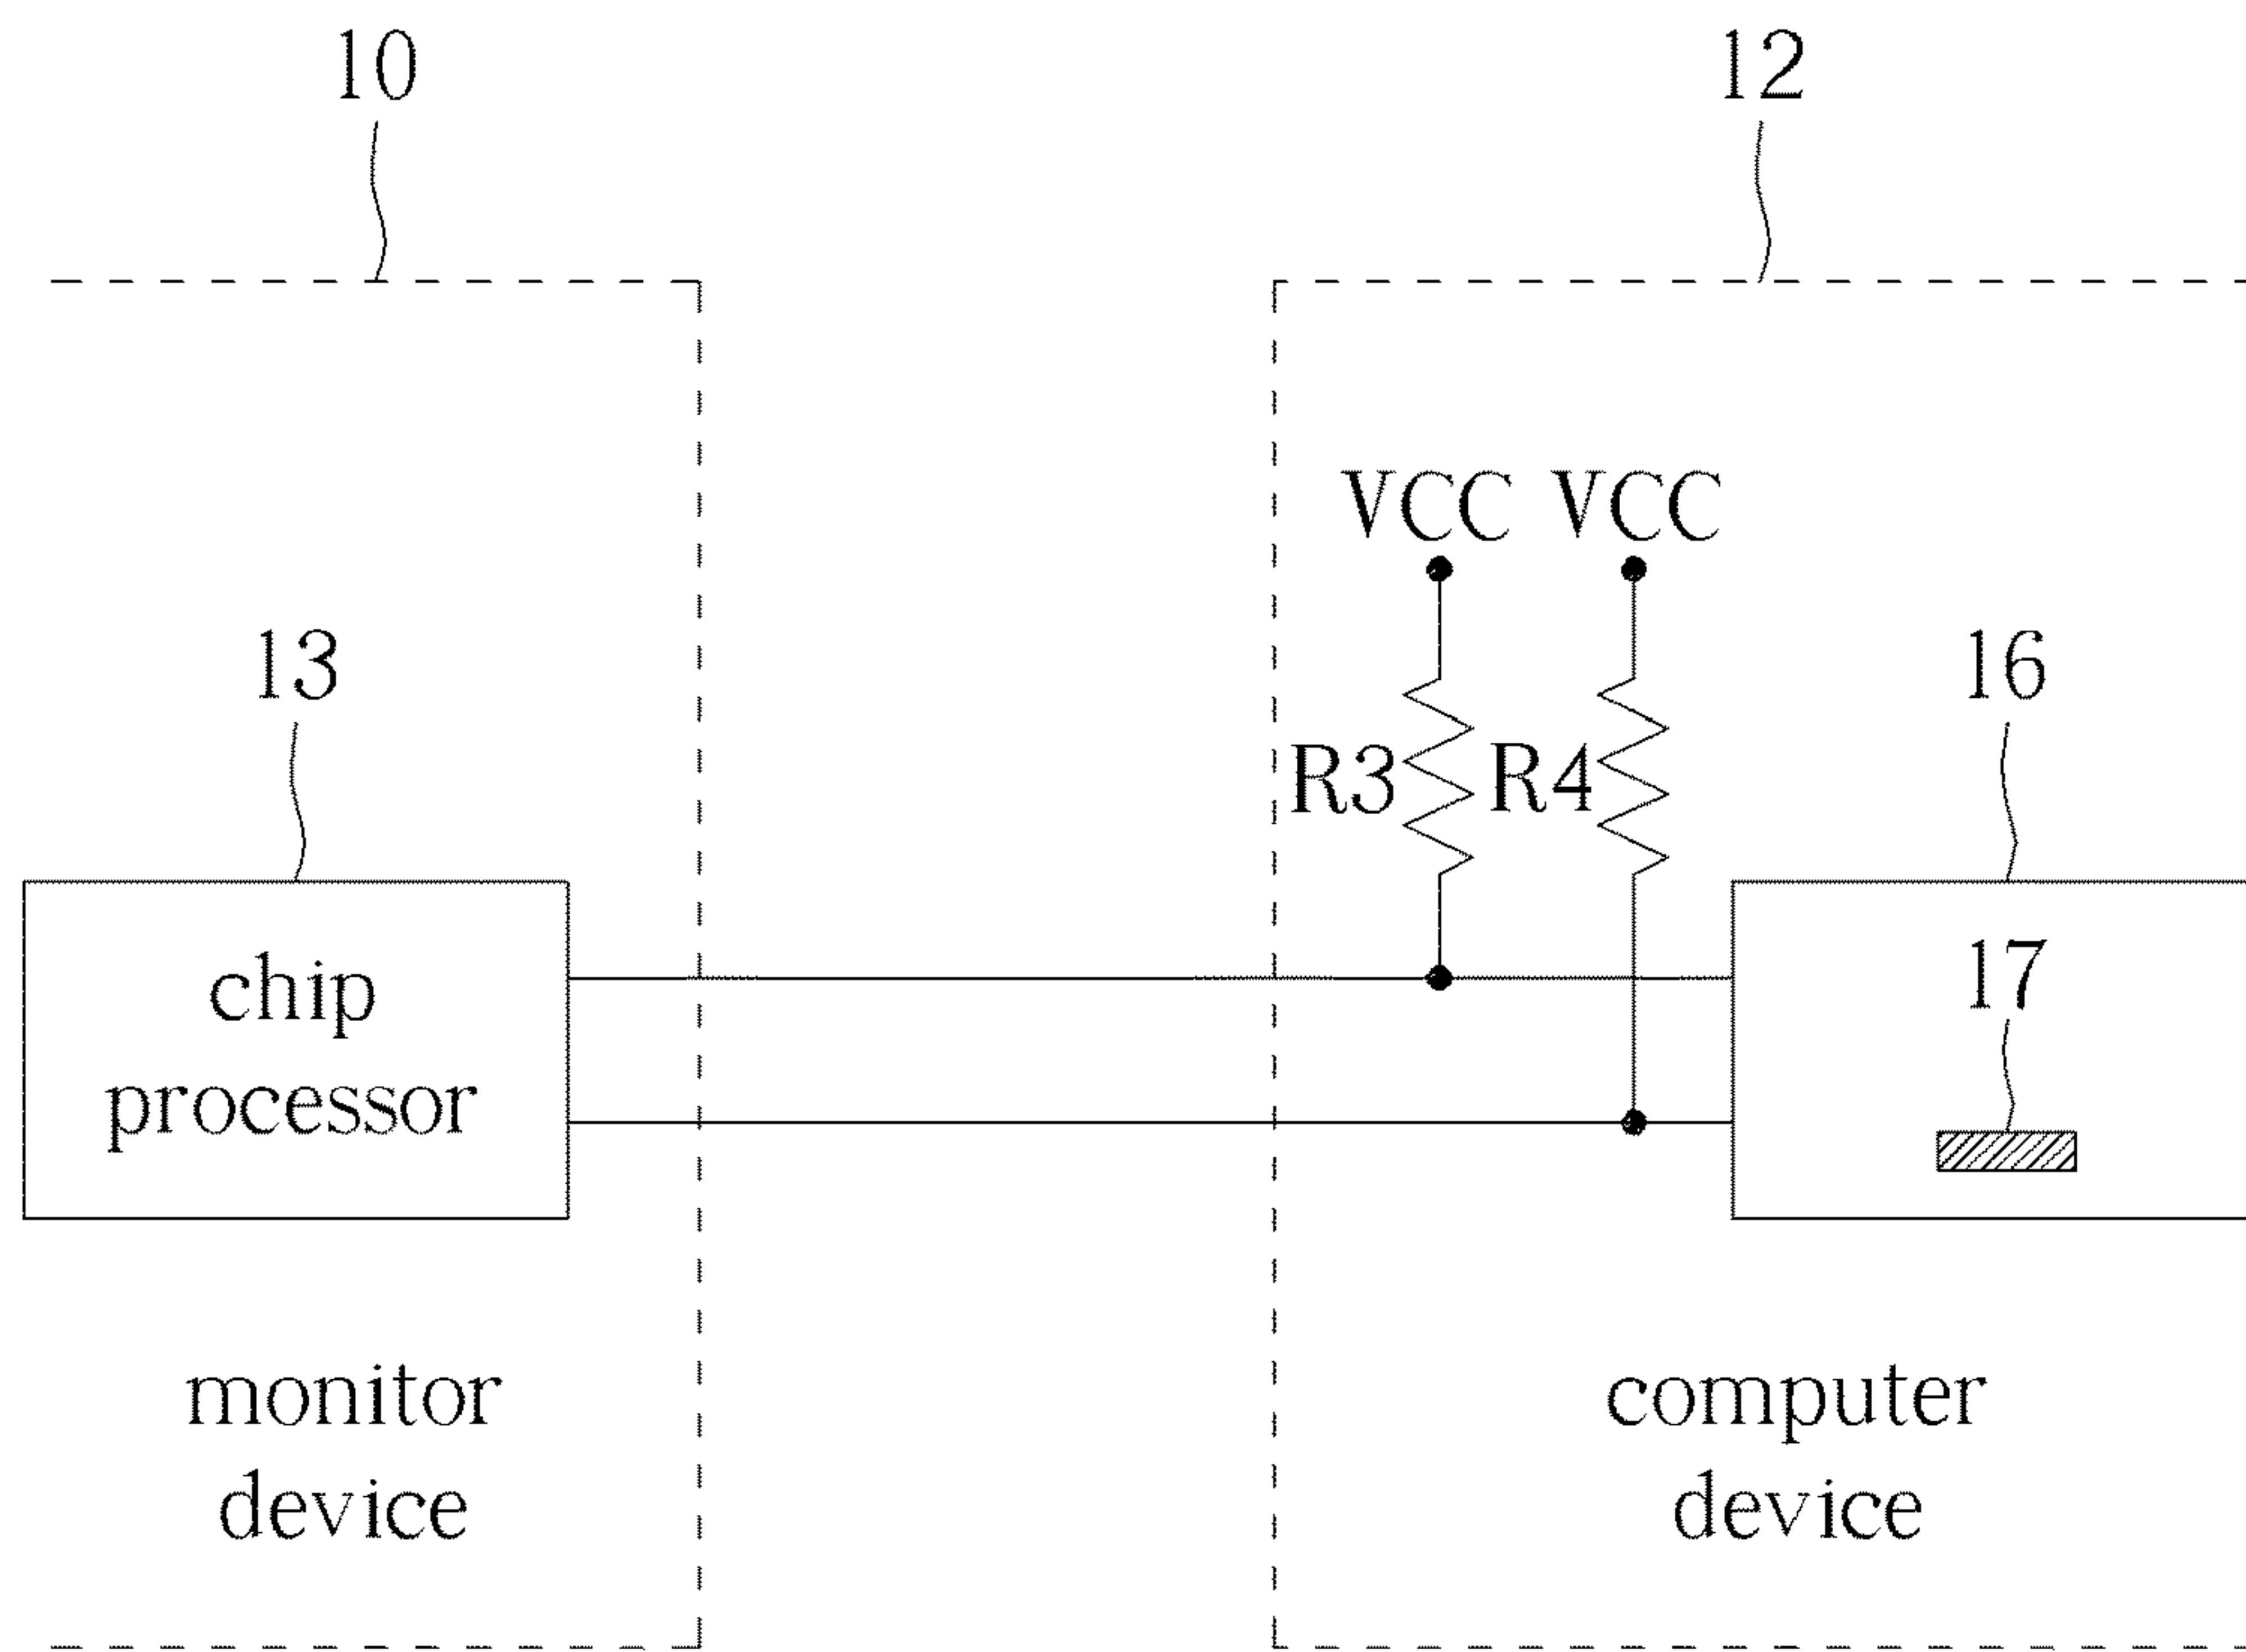 10
12
VCC VCC
13
16
R3
R4
chip
processor
17
monitor
device
computer
device